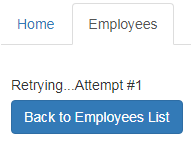 Home Employees
Retrying...Attempt #1
Back to Employees List